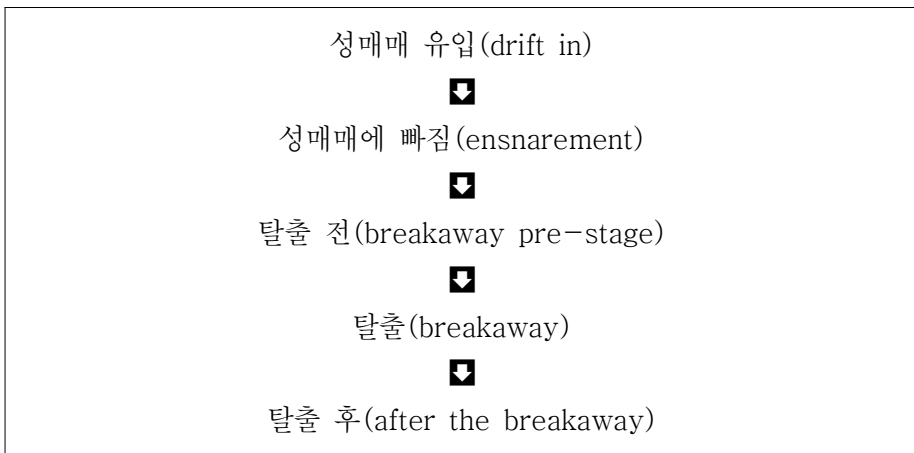 성매매 유입(drift in)
성매매에 빠짐(ensnarement)
탈출 전(breakaway pre-stage)
탈출(breakaway)
탈출 후(after the breakaway)